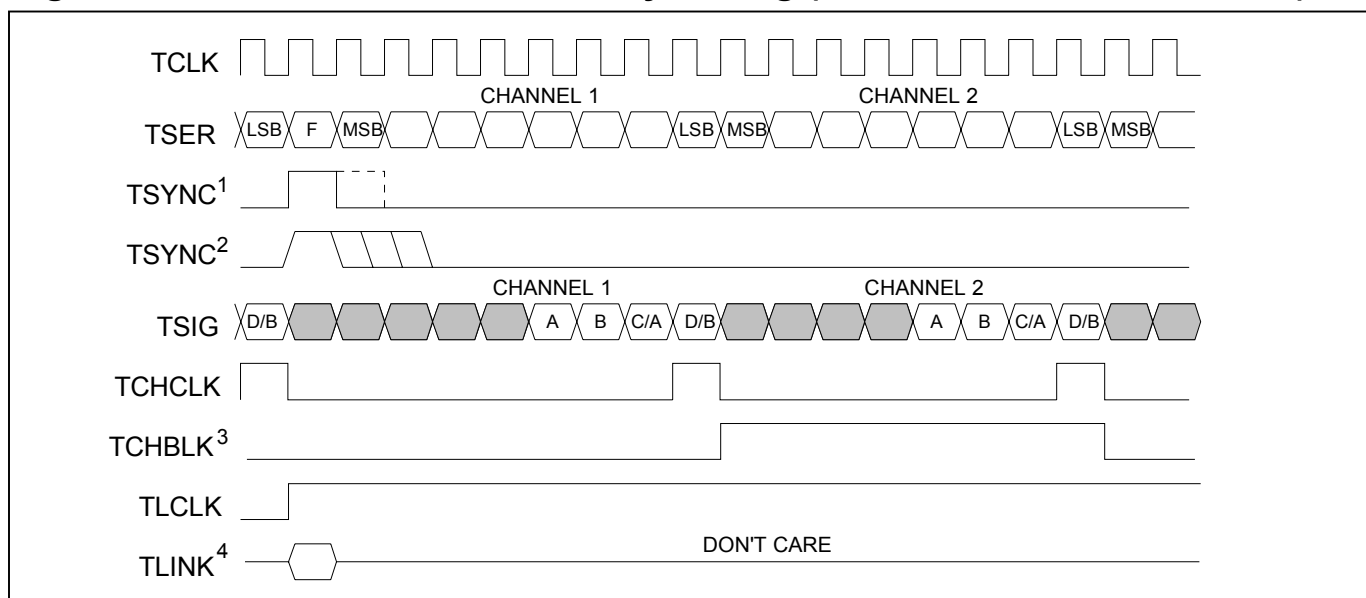 TCLK
CHANNEL 1 CHANNEL 2
TSER LSB F MSB LSB MSB LSB MSB
TSYNC1
TSYNC2
CHANNEL 1 CHANNEL 2
TSIG D/B A B C/A D/B A B C/A D/B
TCHCLK
TCHBLK3
TLCLK
DON'T CARE
TLINK4